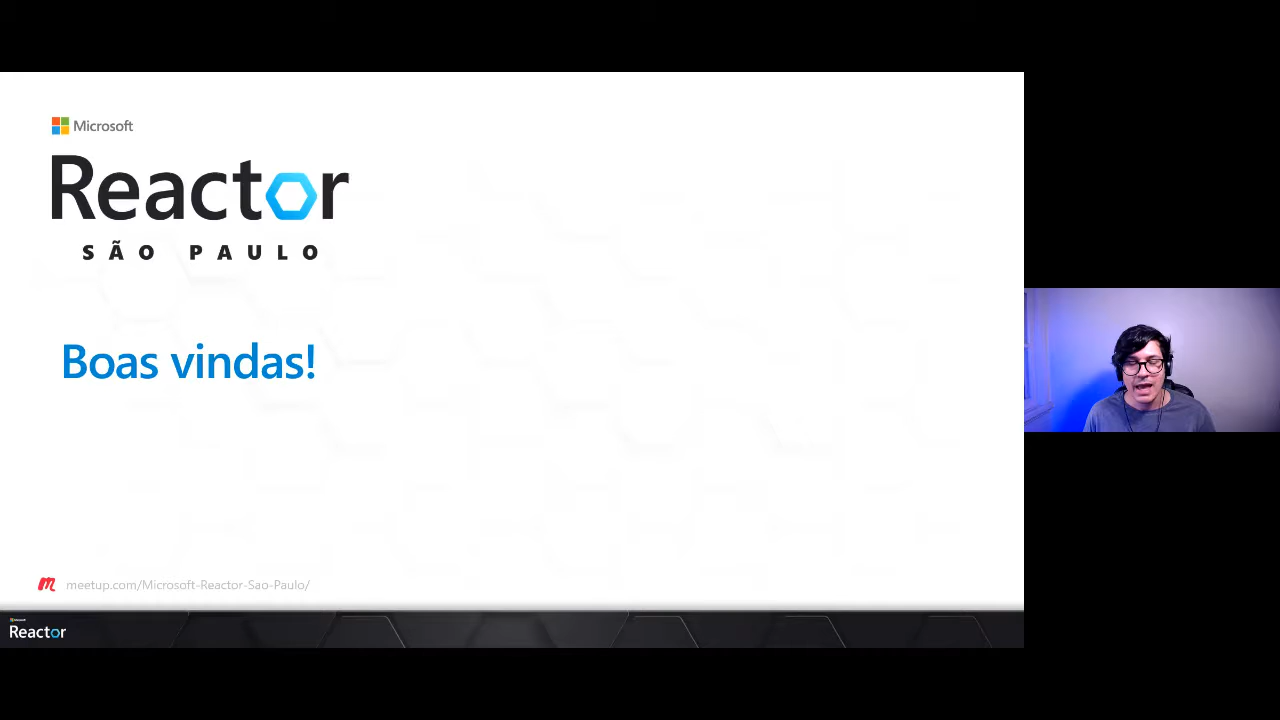 Microsoft
Reactor
SÃO PAULO
Boas vindas!
meetup.com/Microsoft-Reactor-Sao-Paulo/
Reactor